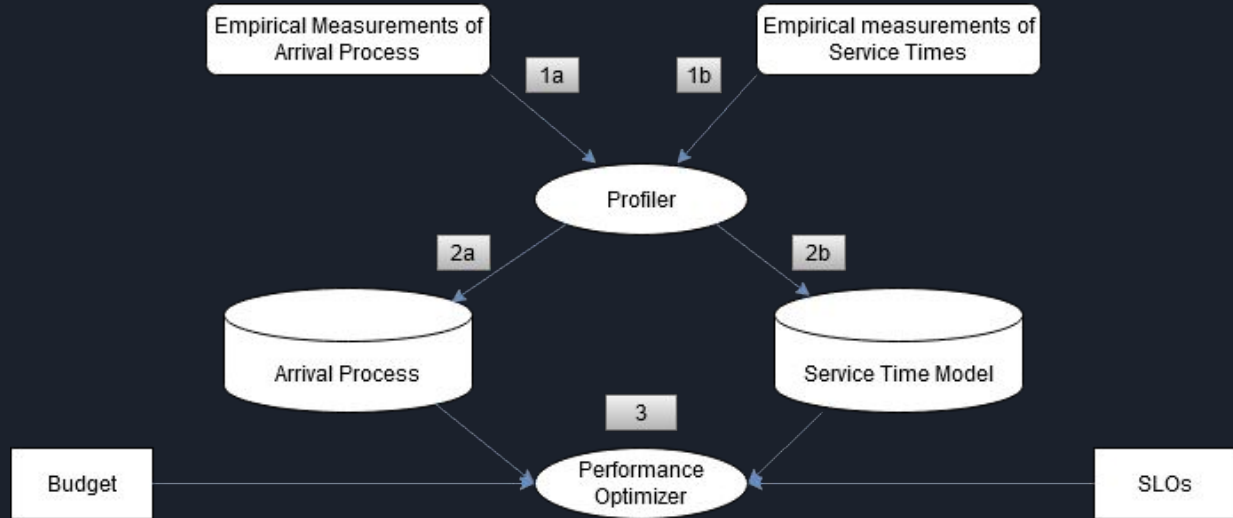 Empirical Measurements of
Arrival Process
Empirical measurements of
Service Times
1a
1b
Profiler
2a
2b
Arrival Process
Service Time Model
3
Budget
Performance
Optimizer
SLOs